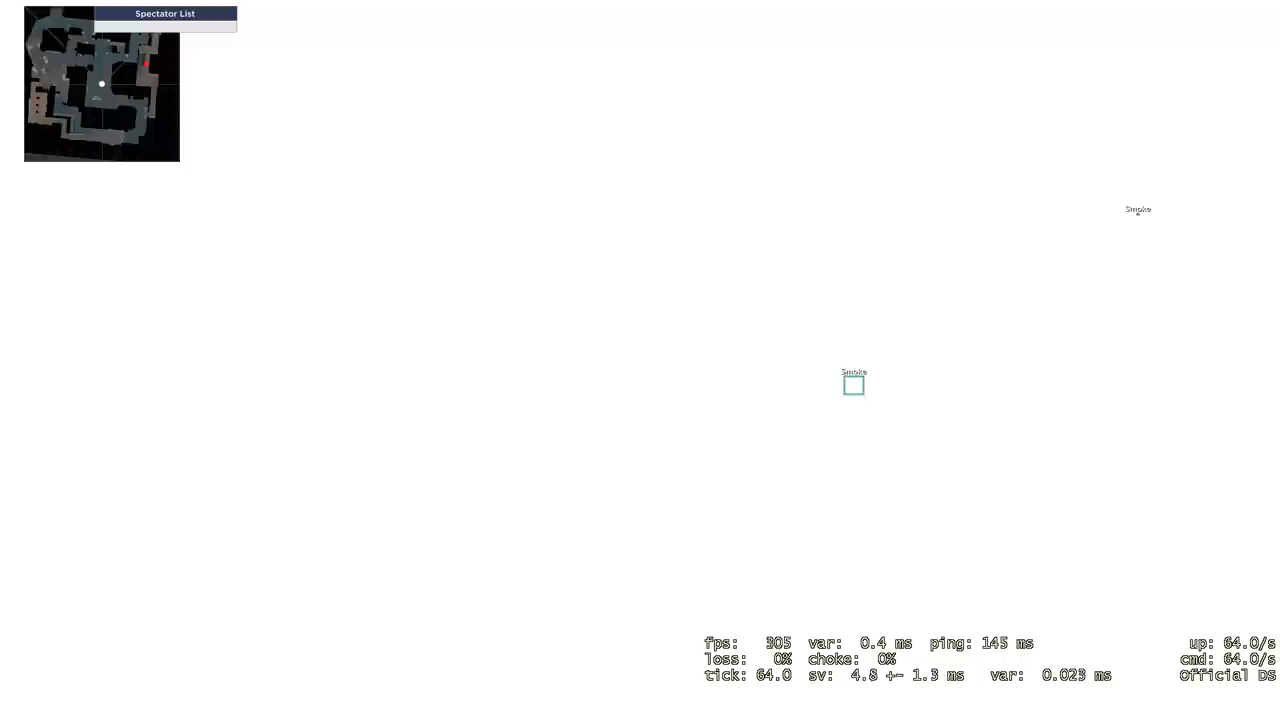 Spectator List
Smoke
Smoke
fps: 305 var: 0.4 ms ping: 145 ms up: 64.0/s
loss: 0% choke: 0% cmd: 64.0/s
tick: 64.0 sv: 4.8 +- 1.3 ms var: 0.023 ms Official DS